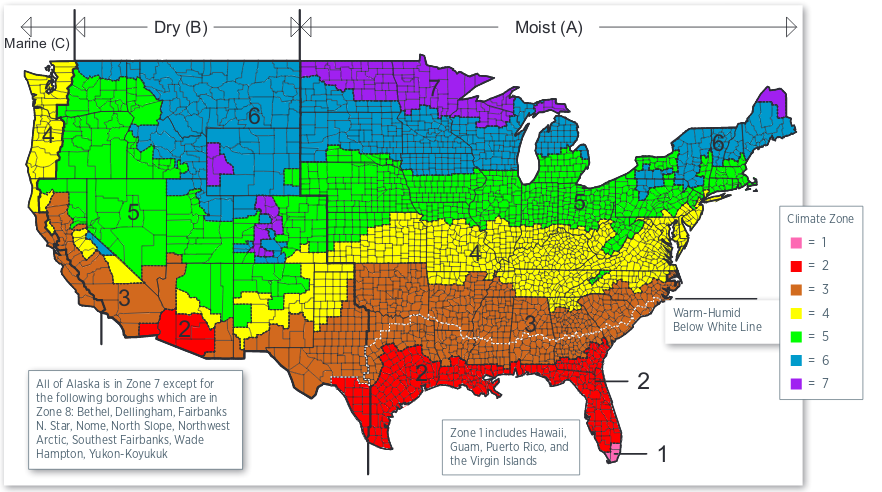 Marine (C)
Dry (B)
Moist (A)
7
6
6
4
6
5
5
4
3
3
2
2
2
1
Climate Zone
= 1
= 2
= 3
= 4
= 5
= 6
= 7
Warm-Humid
Below White Line
All of Alaska is in Zone 7 except for
the following boroughs which are in
Zone 8: Bethel, Dellingham, Fairbanks
N. Star, Nome, North Slope, Northwest
Arctic, Southest Fairbanks, Wade
Hampton, Yukon-Koyukuk
Zone 1 includes Hawaii,
Guam, Puerto Rico, and
the Virgin Islands